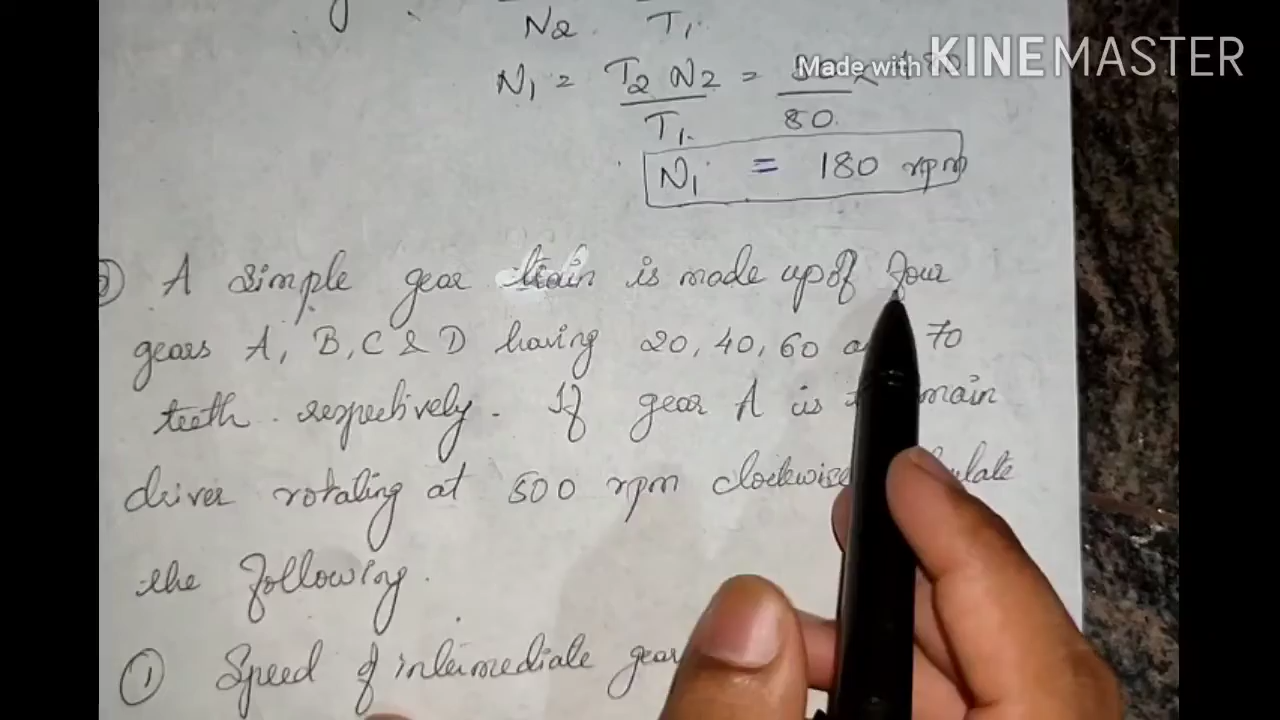 N2 T1.
N1 = T2 N2 =
T1. 80.
Made with KINEMASTER
N1 = 180 rpm
A simple gear train is made up of four
gears A, B, C & D having 20, 40, 60 70
teeth. respectively. If gear A is main
driver rotating at 500 rpm clockwise
the following.
① Speed of intermediate gear